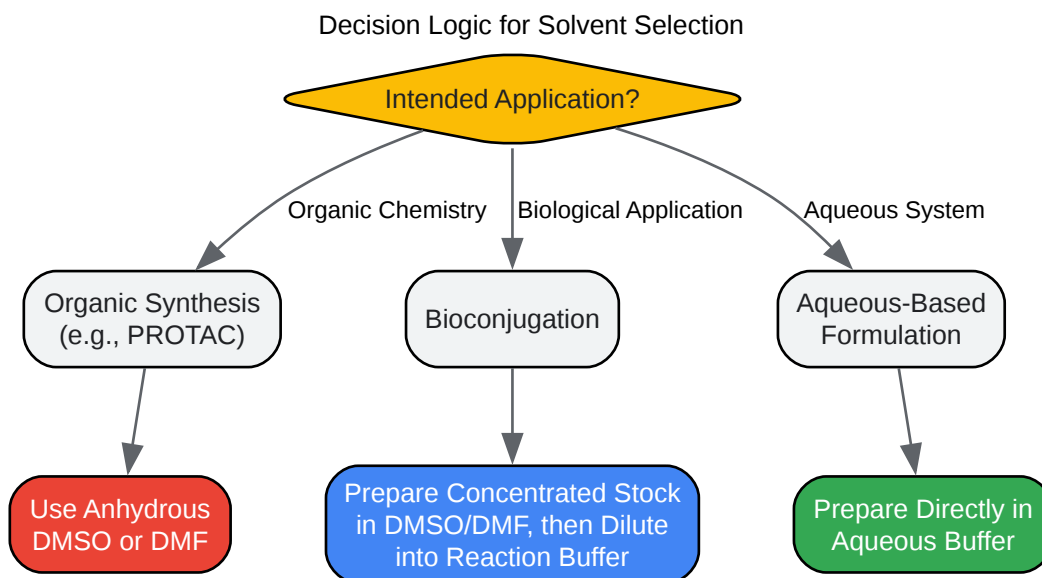 Decision Logic for Solvent Selection
Intended Application?
Organic Chemistry
Biological Application
Aqueous System
Organic Synthesis
(e.g., PROTAC)
Bioconjugation
Aqueous-Based
Formulation
Use Anhydrous
DMSO or DMF
Prepare Concentrated Stock
in DMSO/DMF, then Dilute
into Reaction Buffer
Prepare Directly in
Aqueous Buffer